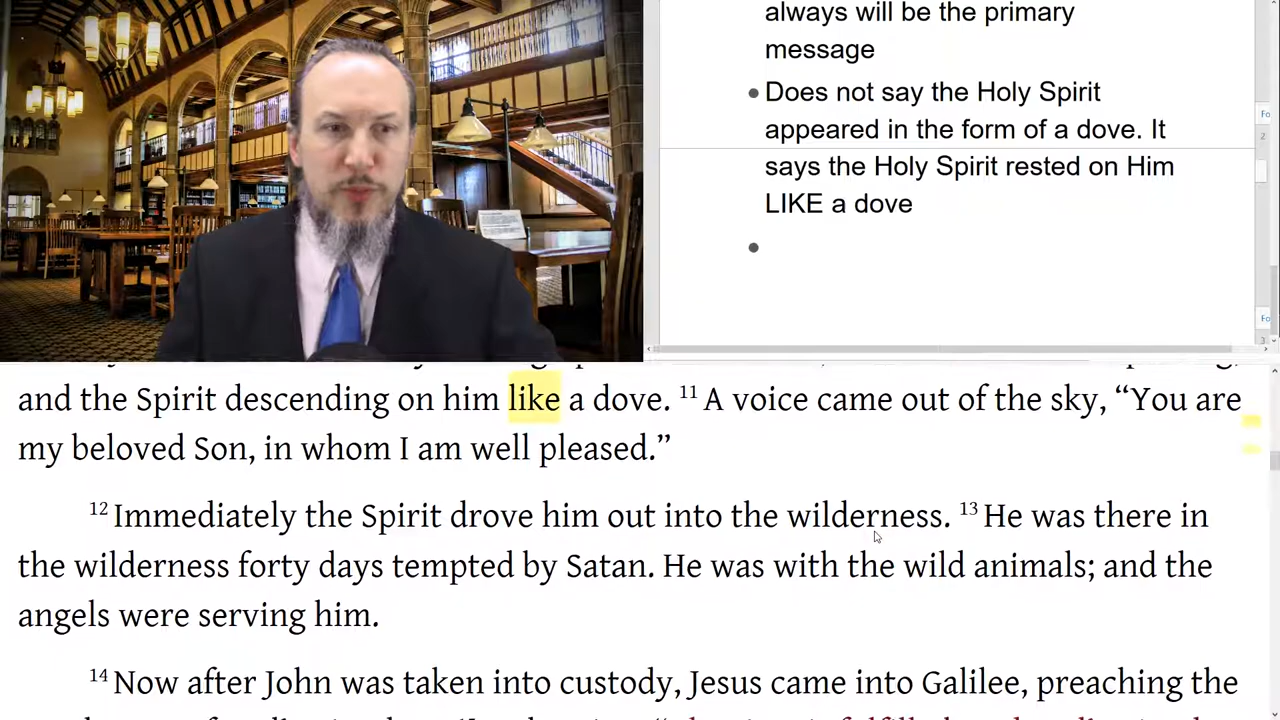 always will be the primary
message
Does not say the Holy Spirit
appeared in the form of a dove. It
says the Holy Spirit rested on Him
LIKE a dove
Fo
2
Fo
3
and the Spirit descending on him like a dove. 11 A voice came out of the sky, “You are
my beloved Son, in whom I am well pleased.”
12 Immediately the Spirit drove him out into the wilderness. 13 He was there in
the wilderness forty days tempted by Satan. He was with the wild animals; and the
angels were serving him.
14 Now after John was taken into custody, Jesus came into Galilee, preaching the